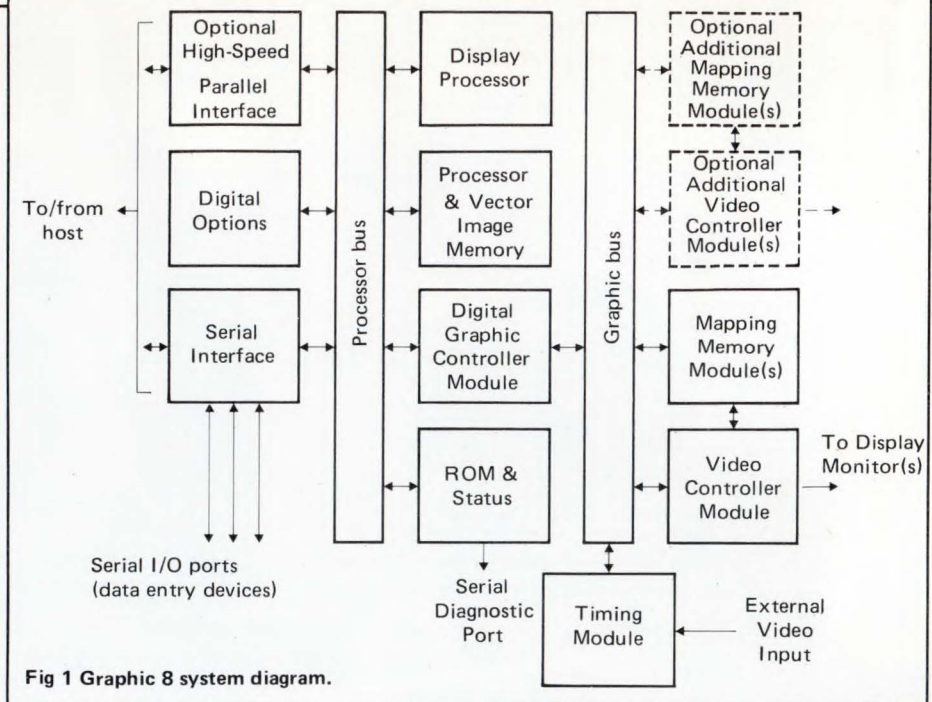 Optional
High-Speed
Parallel
Interface
Digital
Options
Serial
Interface
To/from
host
Serial I/O ports
(data entry devices)
Processor bus
Display
Processor
Processor
& Vector
Image
Memory
Digital
Graphic
Controller
Module
ROM &
Status
Serial
Diagnostic
Port
Graphic bus
Optional
Additional
Mapping
Memory
Module(s)
Optional
Additional
Video
Controller
Module(s)
Mapping
Memory
Module(s)
Video
Controller
Module
To Display
Monitor(s)
Timing
Module
External
Video
Input
Fig 1 Graphic 8 system diagram.